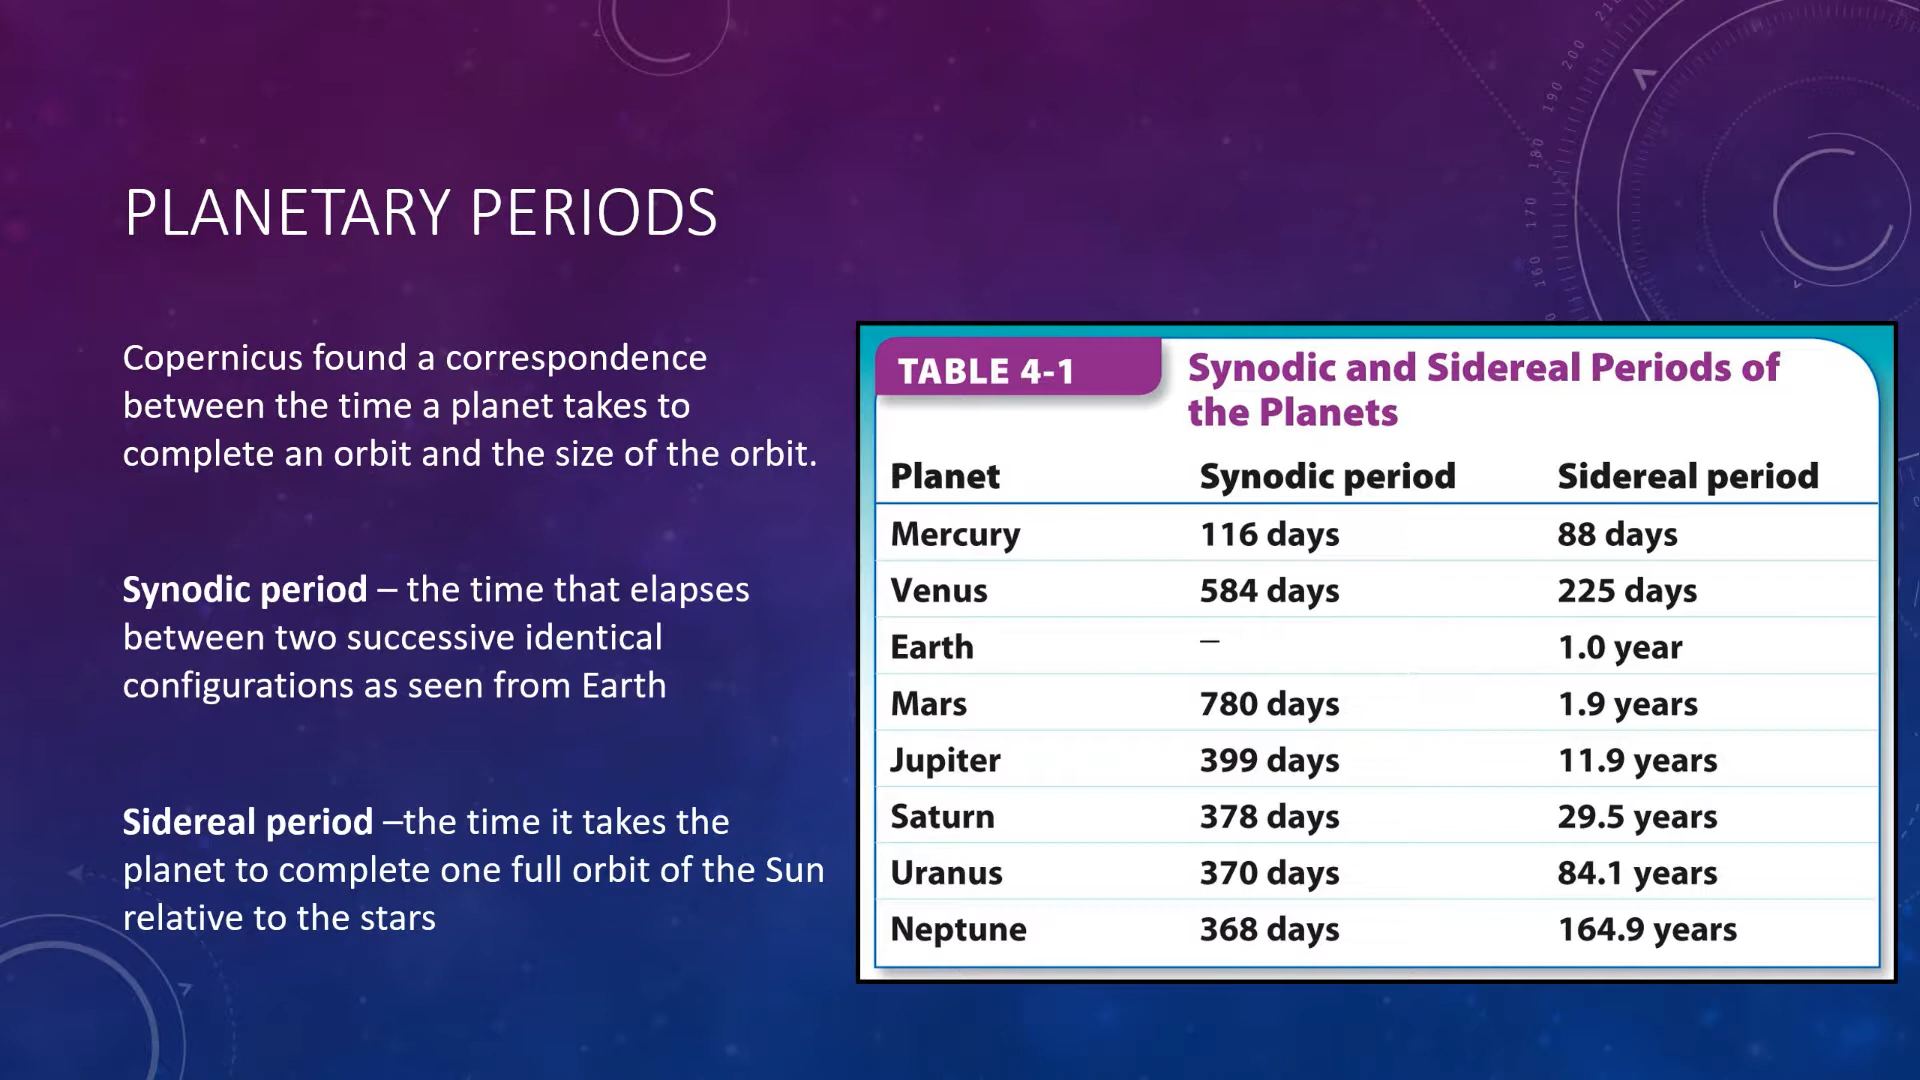 PLANETARY PERIODS
Copernicus found a correspondence
between the time a planet takes to
complete an orbit and the size of the orbit.
Synodic period – the time that elapses
between two successive identical
configurations as seen from Earth
Sidereal period –the time it takes the
planet to complete one full orbit of the Sun
relative to the stars
TABLE 4-1
Synodic and Sidereal Periods of
the Planets
Planet Synodic period Sidereal period
Mercury 116 days 88 days
Venus 584 days 225 days
Earth – 1.0 year
Mars 780 days 1.9 years
Jupiter 399 days 11.9 years
Saturn 378 days 29.5 years
Uranus 370 days 84.1 years
Neptune 368 days 164.9 years
200
190
180
170
160